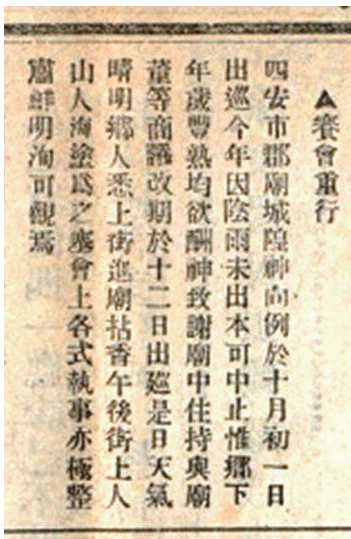 ▲賽會重行
四安市郡廟城隍神向例於十月初一日
出巡今年因陰雨未出本可中止惟鄉下
年歲豐熟均欲酬神致謝廟中住持與廟
董等商議改期於十二日出廵是日天氣
晴明鄉人悉上街進廟拈香午後街上人
山人海塗爲之塞會上各式執事亦極整
肅鮮明洵可觀焉